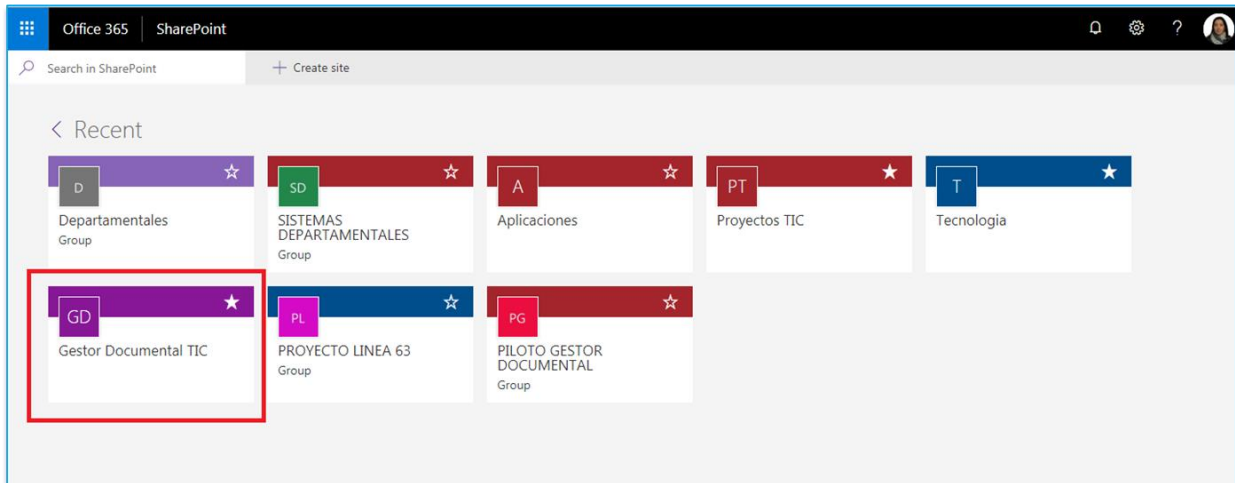 Office 365 SharePoint ?
Search in SharePoint + Create site
< Recent
D
Departamentales
Group
SD
SISTEMAS
DEPARTAMENTALES
Group
A
Aplicaciones
PT
Proyectos TIC
T
Tecnologia
GD
Gestor Documental TIC
PL
PROYECTO LINEA 63
Group
PG
PILOTO GESTOR
DOCUMENTAL
Group